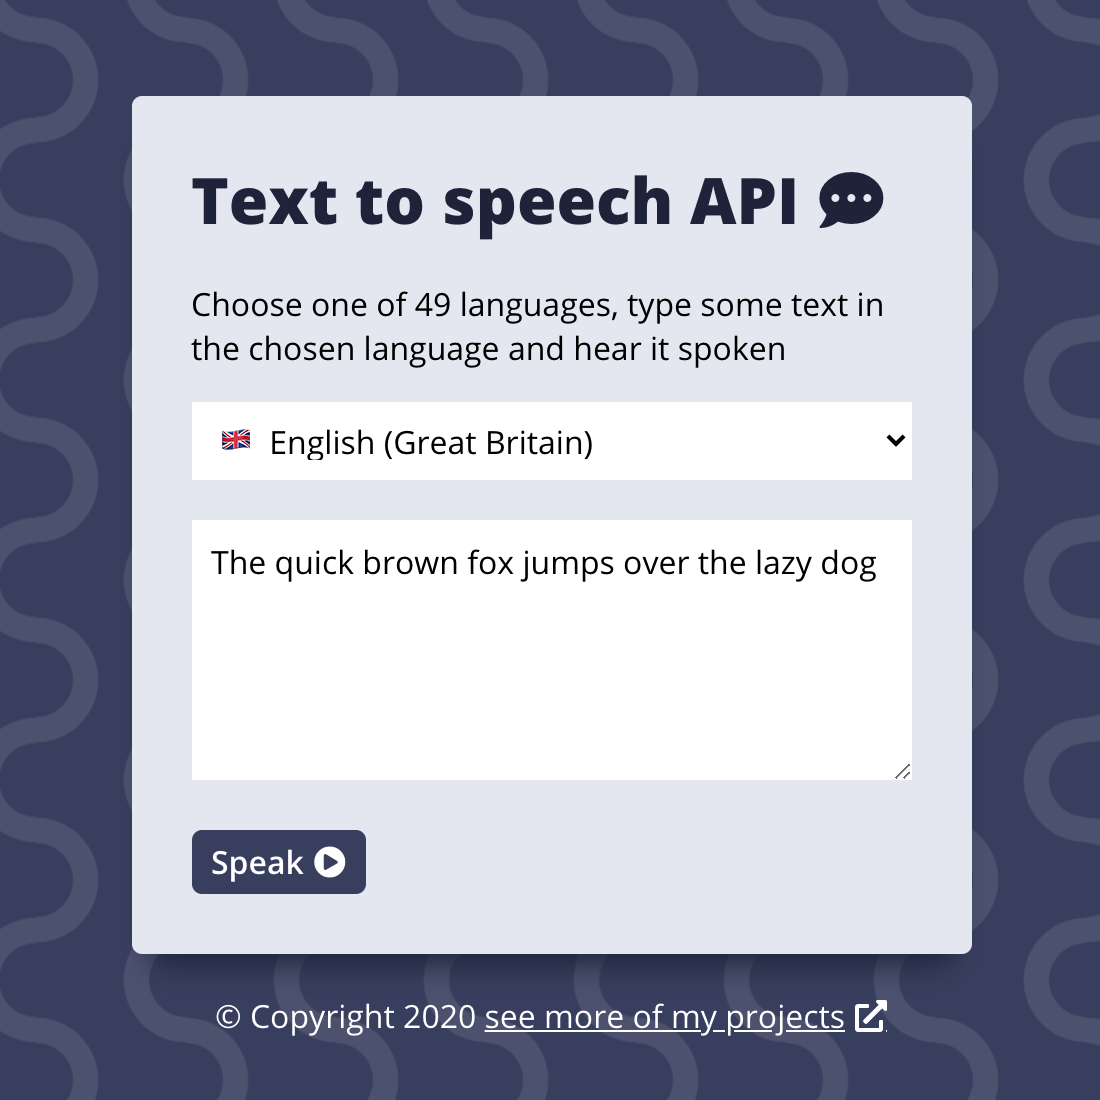 Text to speech API
Choose one of 49 languages, type some text in
the chosen language and hear it spoken
English (Great Britain)
The quick brown fox jumps over the lazy dog
Speak
© Copyright 2020 see more of my projects